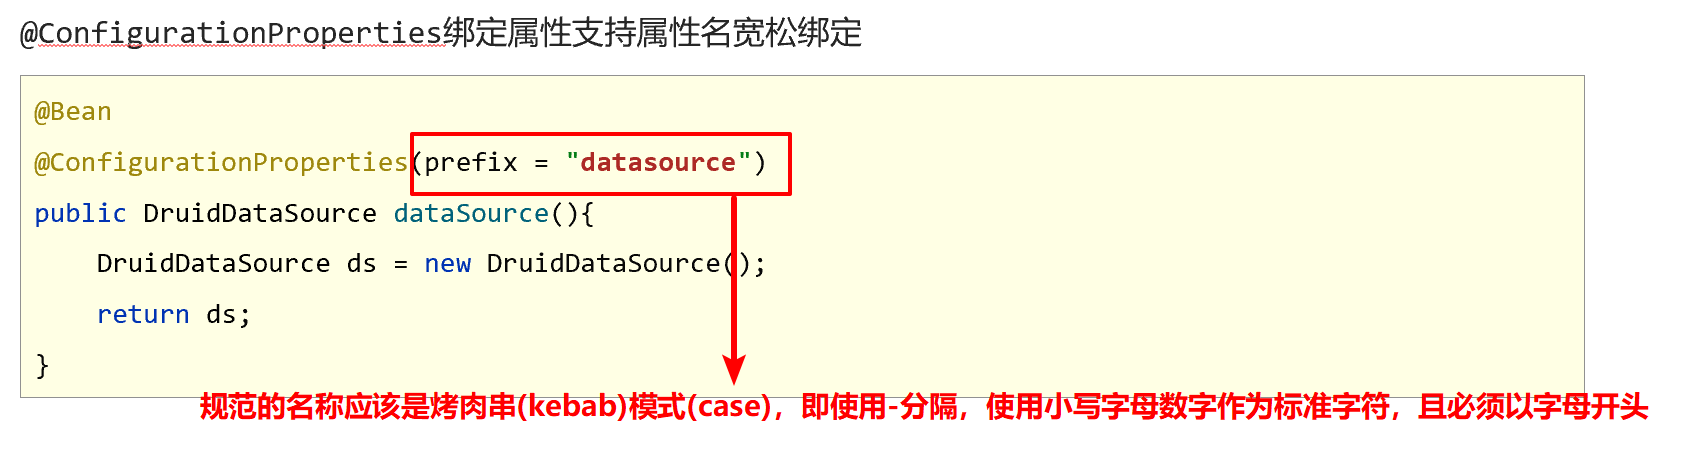 @ConfigurationProperties绑定属性支持属性名宽松绑定
@Bean
@ConfigurationProperties(prefix = "datasource")
public DruidDataSource dataSource(){
    DruidDataSource ds = new DruidDataSource();
    return ds;
}
规范的名称应该是烤肉串(kebab)模式(case)，即使用-分隔，使用小写字母数字作为标准字符，且必须以字母开头